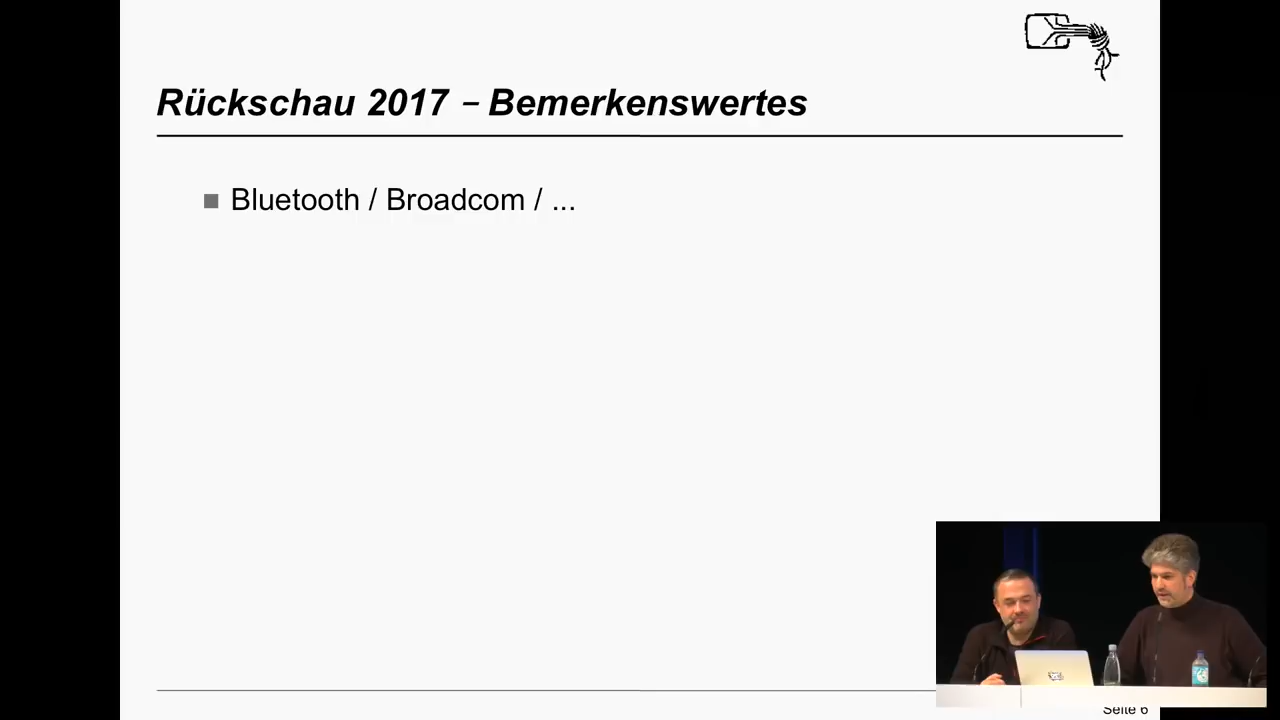 Rückschau 2017 – Bemerkenswertes
Bluetooth / Broadcom / ...
Seite 6